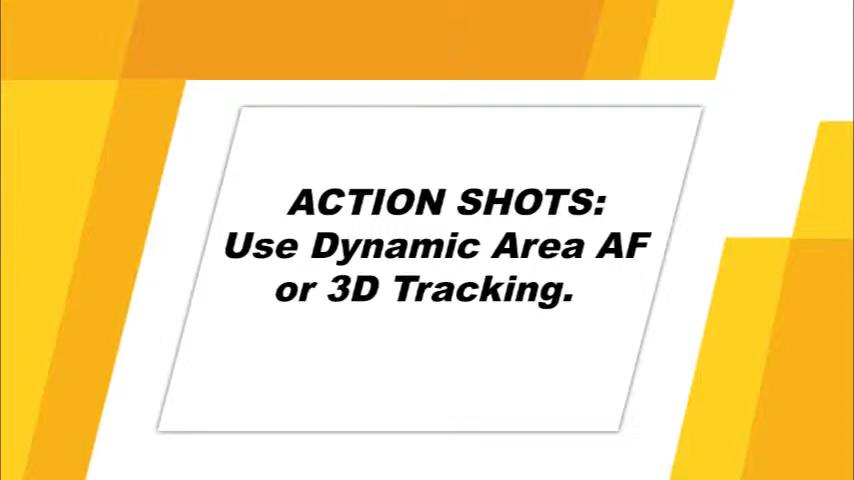 ACTION SHOTS:
Use Dynamic Area AF
or 3D Tracking.